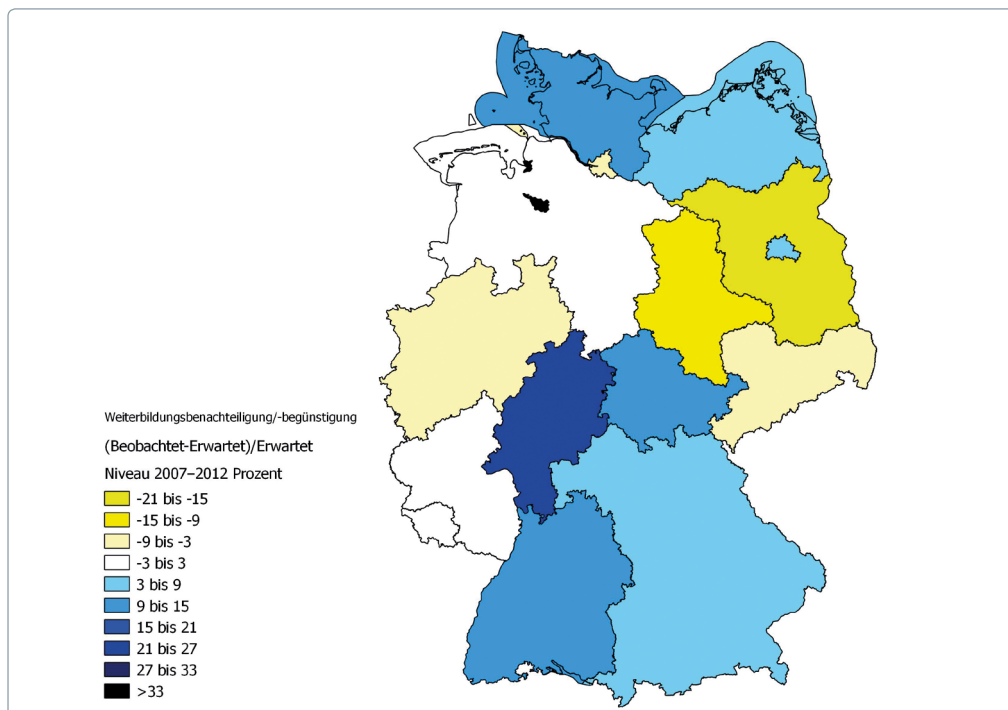 Weiterbildungsbenachteiligung/-begünstigung
(Beobachtet-Erwartet)/Erwartet
Niveau 2007–2012 Prozent
-21 bis -15
-15 bis -9
-9 bis -3
-3 bis 3
3 bis 9
9 bis 15
15 bis 21
21 bis 27
27 bis 33
>33